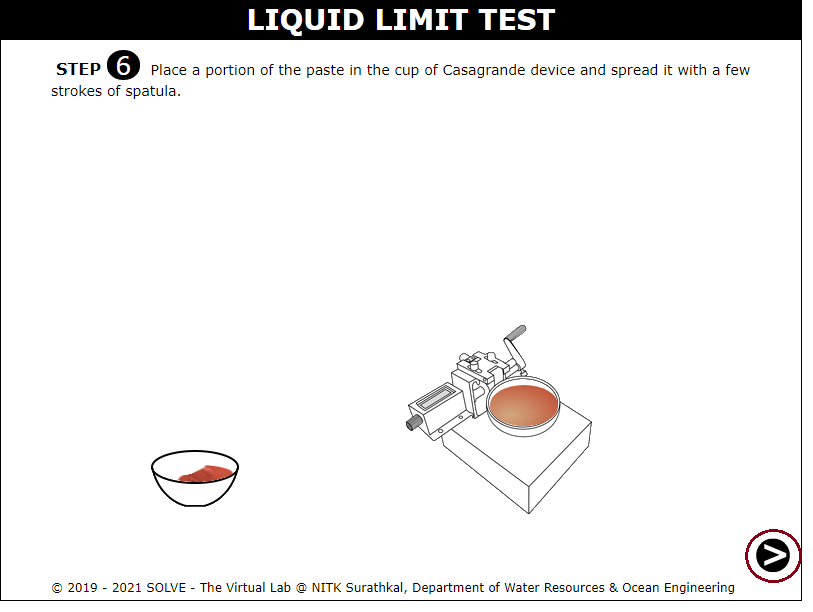 LIQUID LIMIT TEST
STEP 6 Place a portion of the paste in the cup of Casagrande device and spread it with a few
strokes of spatula.
>
© 2019 - 2021 SOLVE - The Virtual Lab @ NITK Surathkal, Department of Water Resources & Ocean Engineering